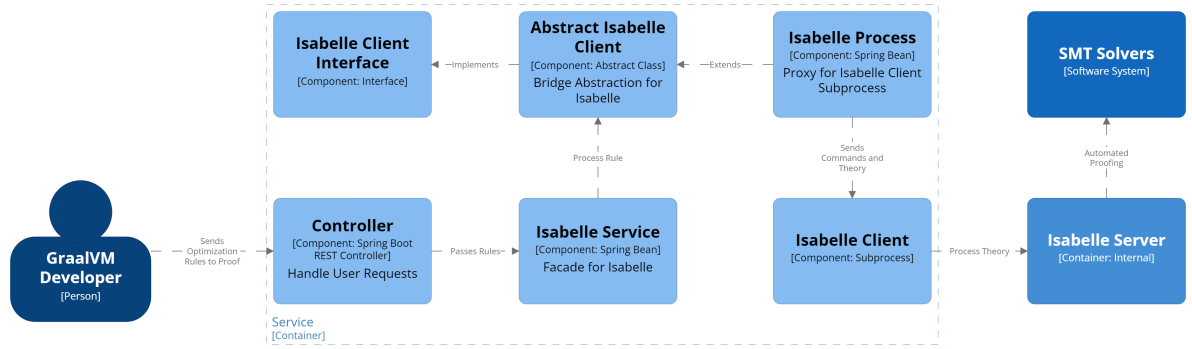 Isabelle Client
Interface
[Component: Interface]
Implements
Abstract Isabelle
Client
[Component: Abstract Class]
Bridge Abstraction for
Isabelle
Extends
Isabelle Process
[Component: Spring Bean]
Proxy for Isabelle Client
Subprocess
SMT Solvers
[Software System]
Process Rule
Sends
Commands and
Theory
Automated
Proofing
GraalVM
Developer
[Person]
Sends
Optimization
Rules to Proof
Controller
[Component: Spring Boot
REST Controller]
Handle User Requests
Passes Rules
Isabelle Service
[Component: Spring Bean]
Facade for Isabelle
Isabelle Client
[Component: Subprocess]
Process Theory
Isabelle Server
[Container: Internal]
Service
[Container]